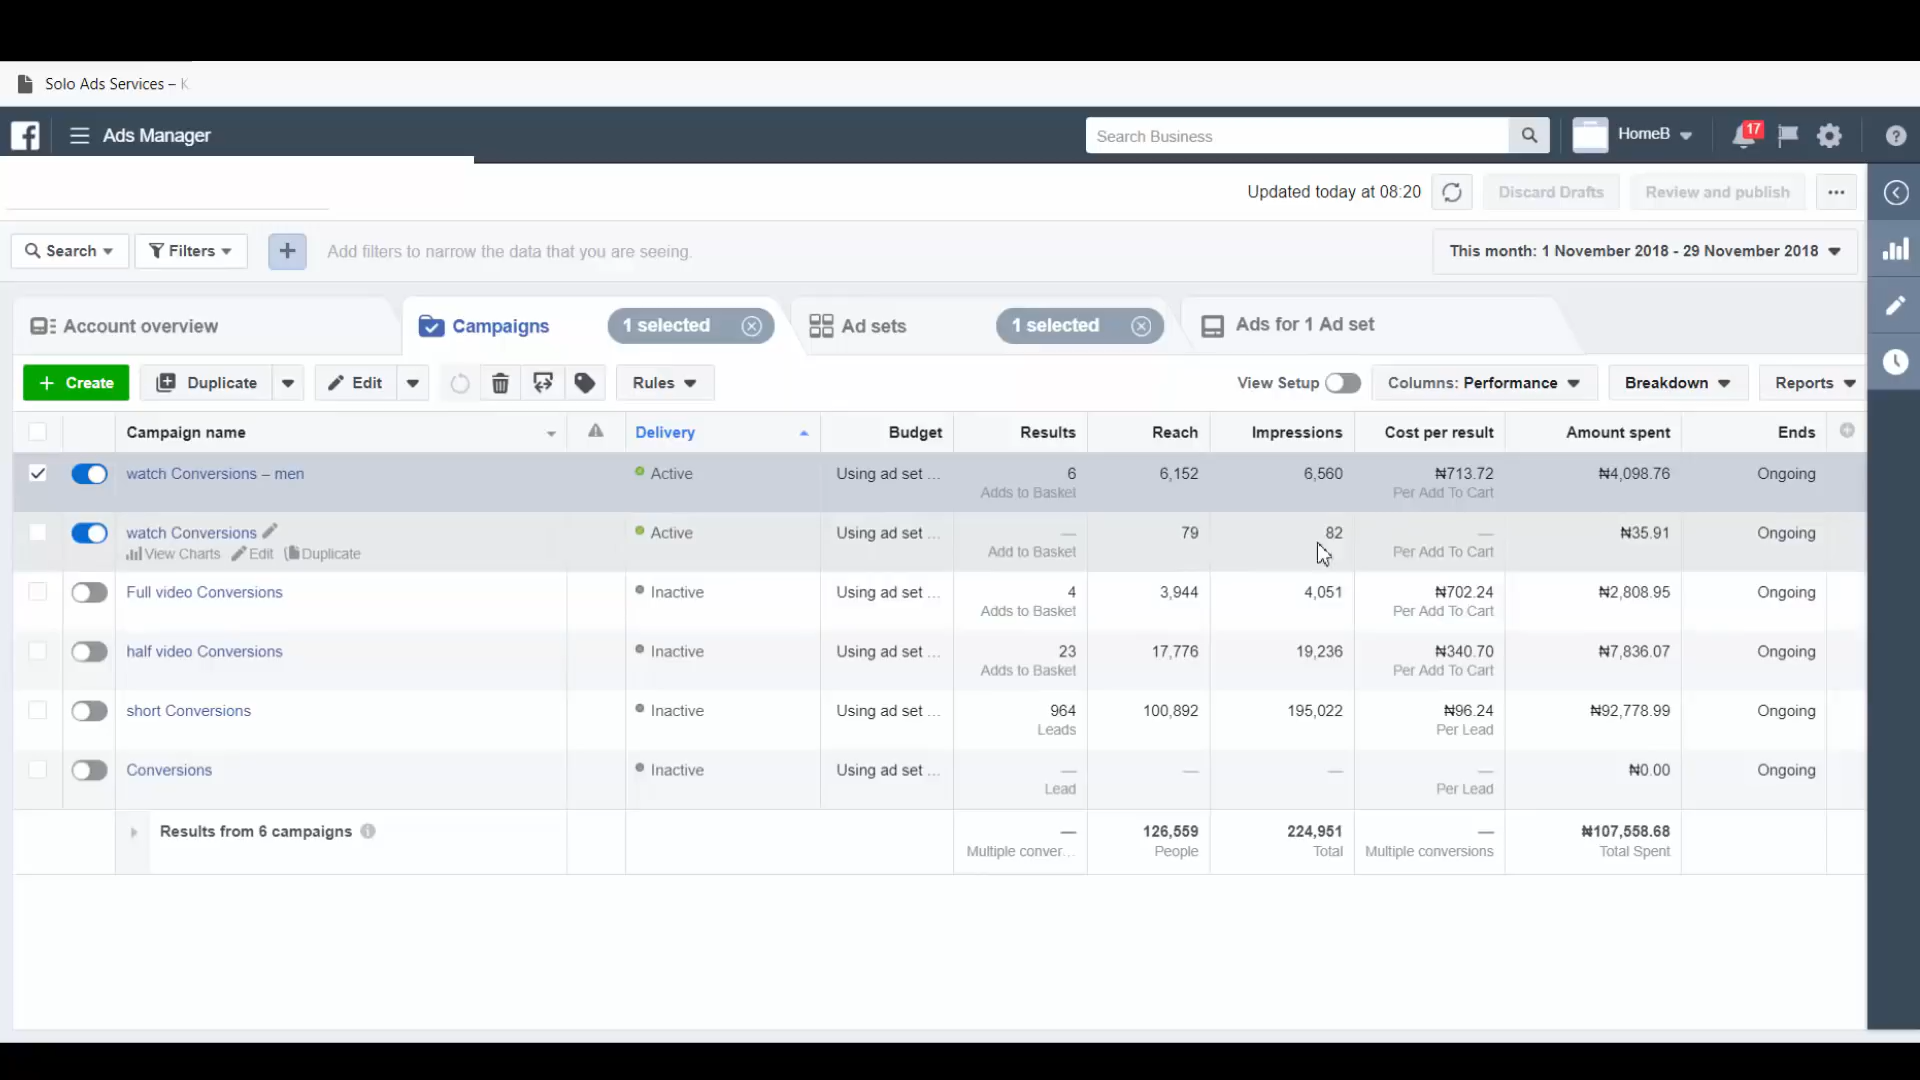 Solo Ads Services – K
Ads Manager
Search Business
HomeB
17
Updated today at 08:20
Discard Drafts
Review and publish
Search
Filters
Add filters to narrow the data that you are seeing.
This month: 1 November 2018 - 29 November 2018
Account overview
Campaigns
1 selected
Ad sets
1 selected
Ads for 1 Ad set
+ Create
Duplicate
Edit
Rules
View Setup
Columns: Performance
Breakdown
Reports
Campaign name Delivery Budget Results Reach Impressions Cost per result Amount spent Ends
watch Conversions – men Active Using ad set ... 6 6,152 6,560 ₦713.72 ₦4,098.76 Ongoing
Adds to Basket Per Add To Cart
watch Conversions Active Using ad set ... — 79 82 — ₦35.91 Ongoing
View Charts Edit Duplicate Add to Basket Per Add To Cart
Full video Conversions Inactive Using ad set ... 4 3,944 4,051 ₦702.24 ₦2,808.95 Ongoing
Adds to Basket Per Add To Cart
half video Conversions Inactive Using ad set ... 23 17,776 19,236 ₦340.70 ₦7,836.07 Ongoing
Adds to Basket Per Add To Cart
short Conversions Inactive Using ad set ... 964 100,892 195,022 ₦96.24 ₦92,778.99 Ongoing
Leads Per Lead
Conversions Inactive Using ad set ... — — — — ₦0.00 Ongoing
Lead Per Lead
Results from 6 campaigns — 126,559 224,951 — ₦107,558.68
Multiple conver... People Total Multiple conversions Total Spent